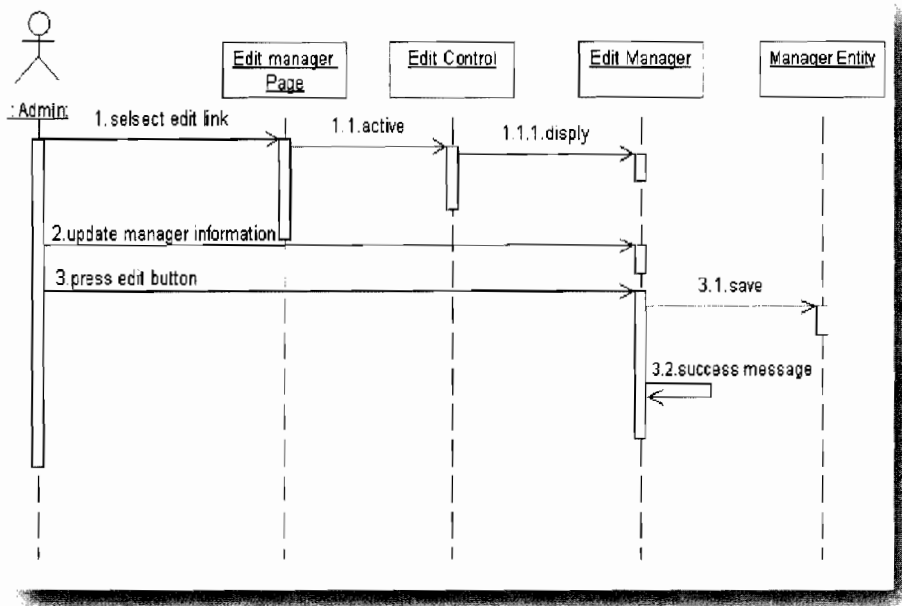 Edit manager
Page
Edit Control
Edit Manager
Manager Entity
: Admin:
1. selsect edit link
1.1.active
1.1.1.disply
2.update manager information
3.press edit button
3.1.save
3.2.success message